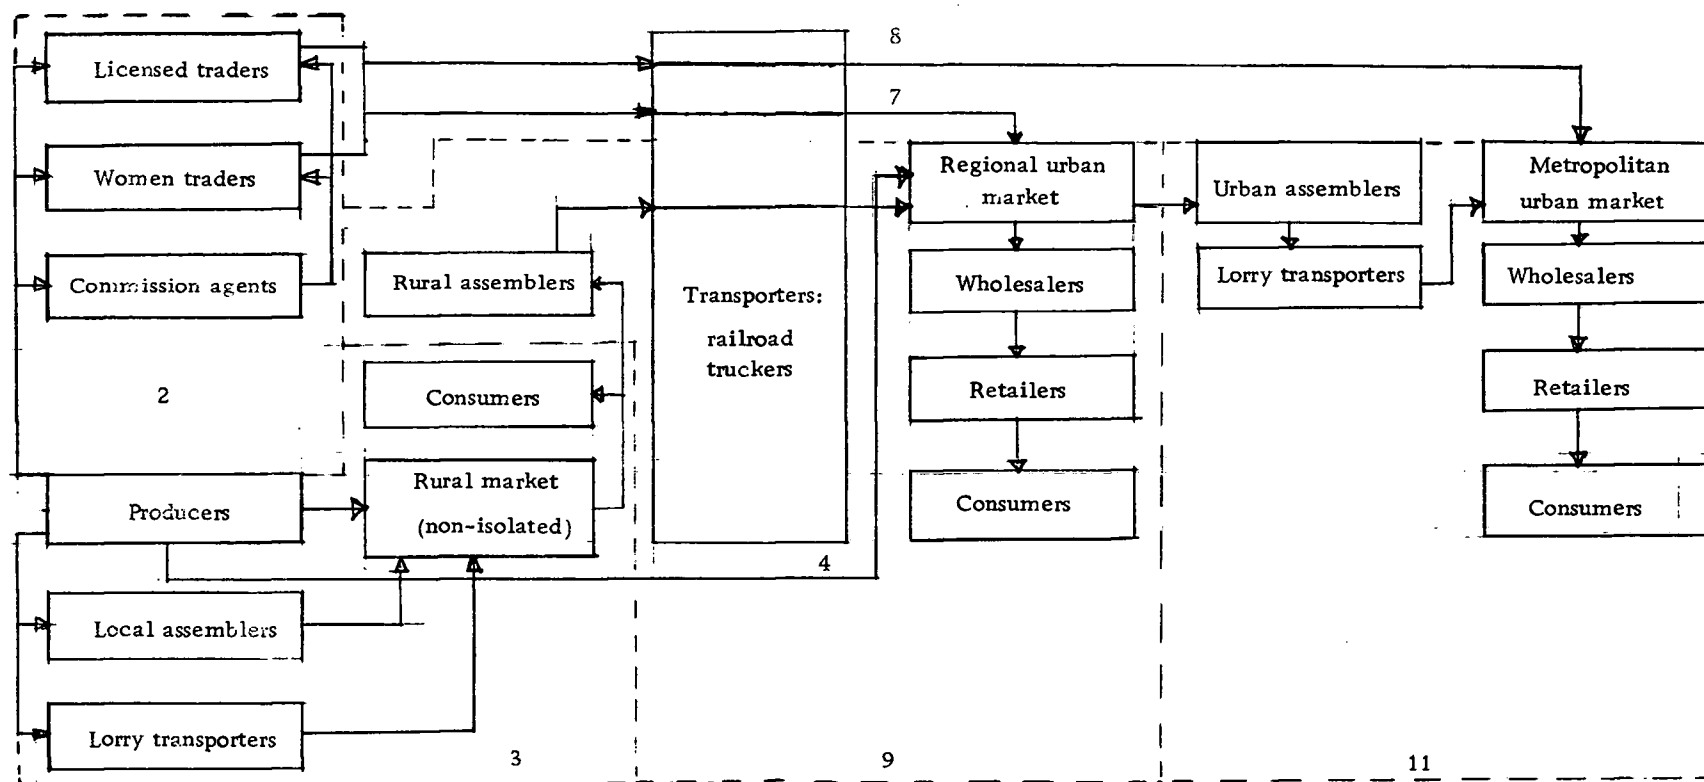 8
Licensed traders
7
Women traders
Regional urban
market
Urban assemblers
Metropolitan
urban market
Commission agents
Rural assemblers
Transporters:
railroad
truckers
Wholesalers
Lorry transporters
Wholesalers
2
Consumers
Retailers
Retailers
Producers
Rural market
(non-isolated)
Consumers
Consumers
4
Local assemblers
Lorry transporters
3
9
11